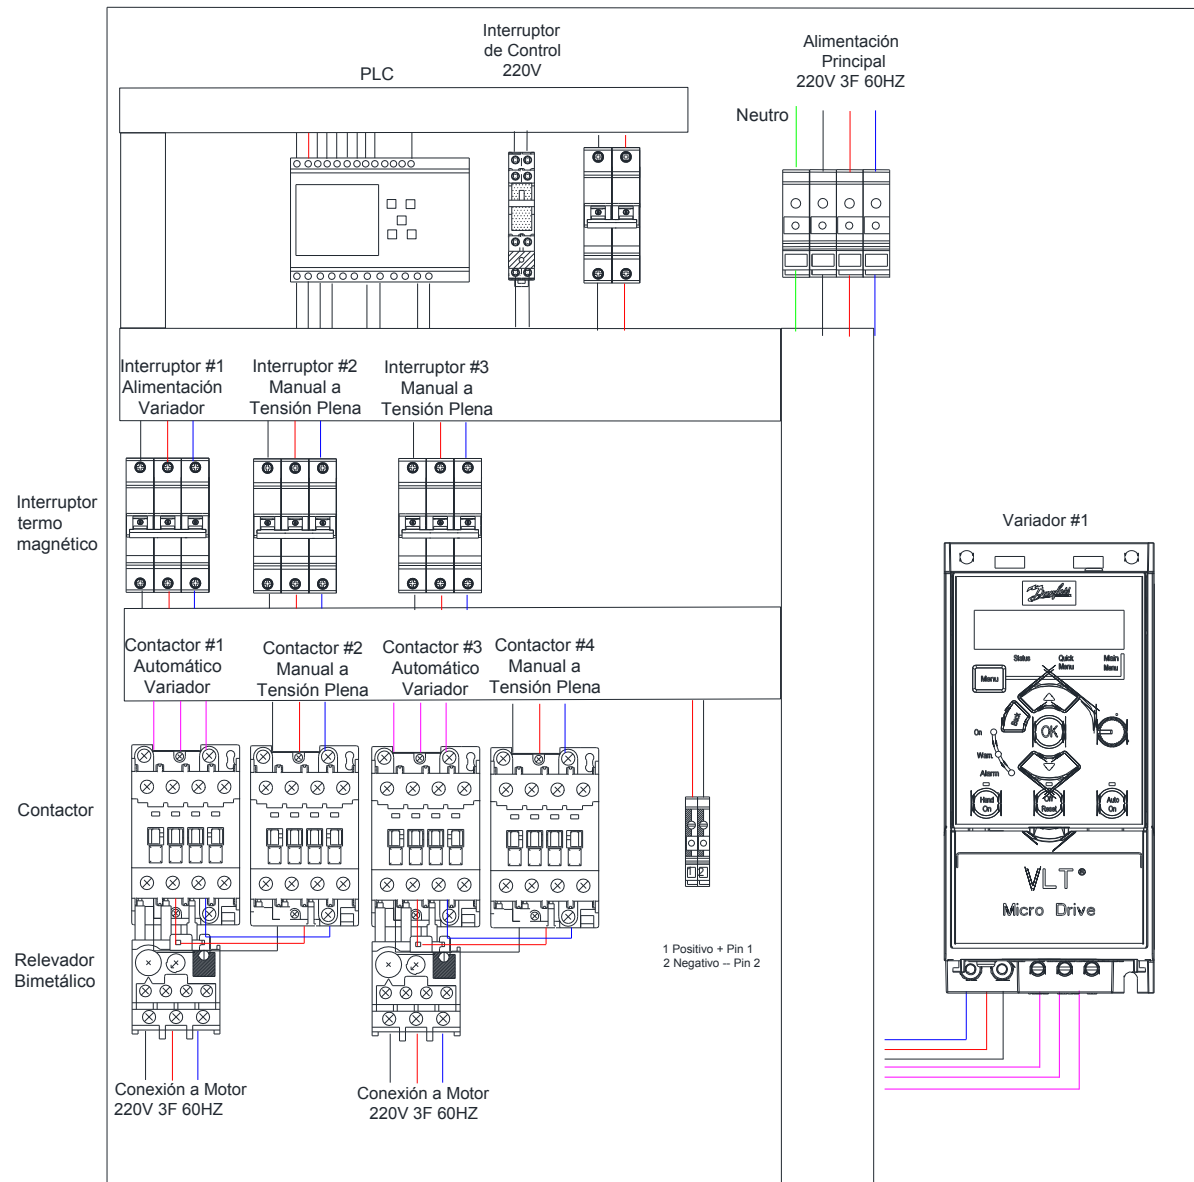 Interruptor
de Control
220V
PLC
Alimentación
Principal
220V 3F 60HZ
Neutro
Interruptor #1
Alimentación
Variador
Interruptor #2
Manual a
Tensión Plena
Interruptor #3
Manual a
Tensión Plena
Interruptor
termo
magnético
Variador #1
Danfoss
Status
Quick
Menu
Main
Menu
Menu
Back
OK
On
Warn.
Alarm
Hand
On
Off
Reset
Auto
On
VLT®
Micro Drive
Contactor #1
Automático
Variador
Contactor #2
Manual a
Tensión Plena
Contactor #3
Automático
Variador
Contactor #4
Manual a
Tensión Plena
Contactor
1 2
1 Positivo + Pin 1
2 Negativo -- Pin 2
Relevador
Bimetálico
Conexión a Motor
220V 3F 60HZ
Conexión a Motor
220V 3F 60HZ